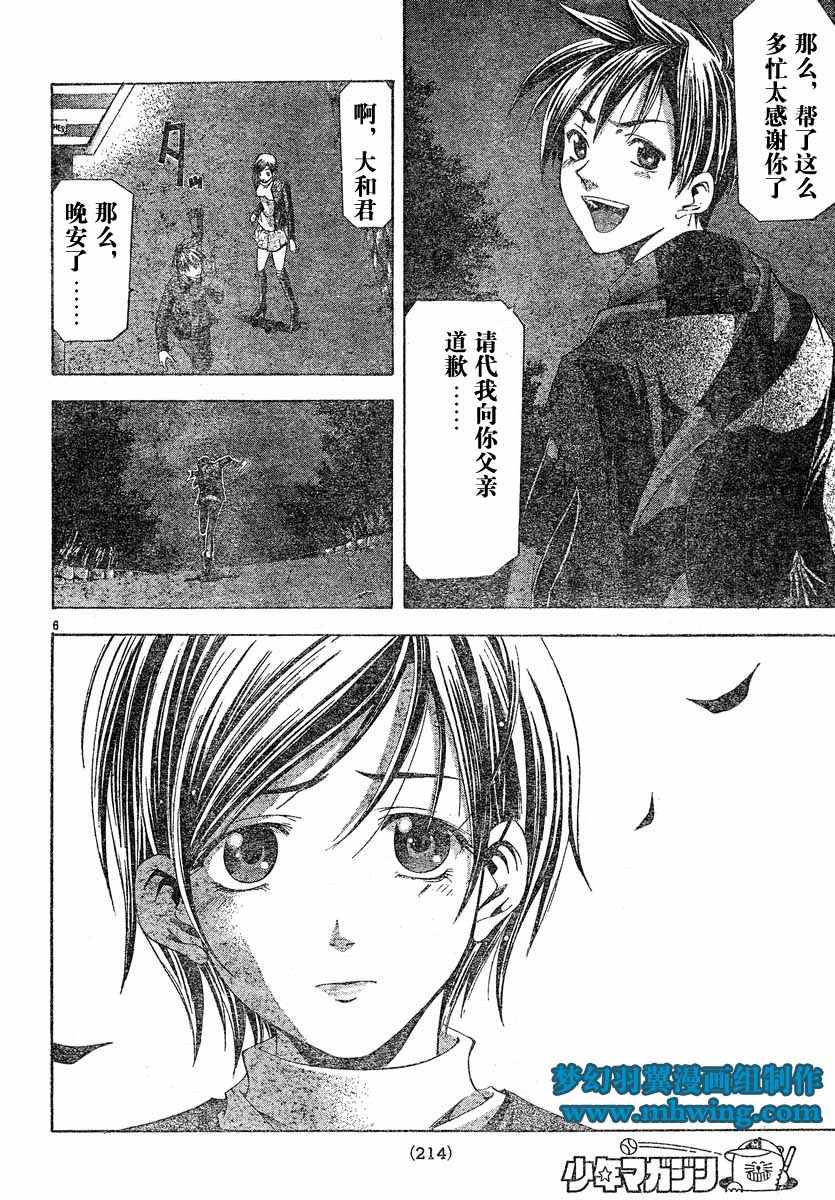 那么，帮了这么
多忙太感谢你了
请代我向你父亲
道歉……
啊，大和君
ダッ
那么，
晚安了……
6
梦幻羽翼漫画组制作
www.mhwing.com
(214)
少年マガジン